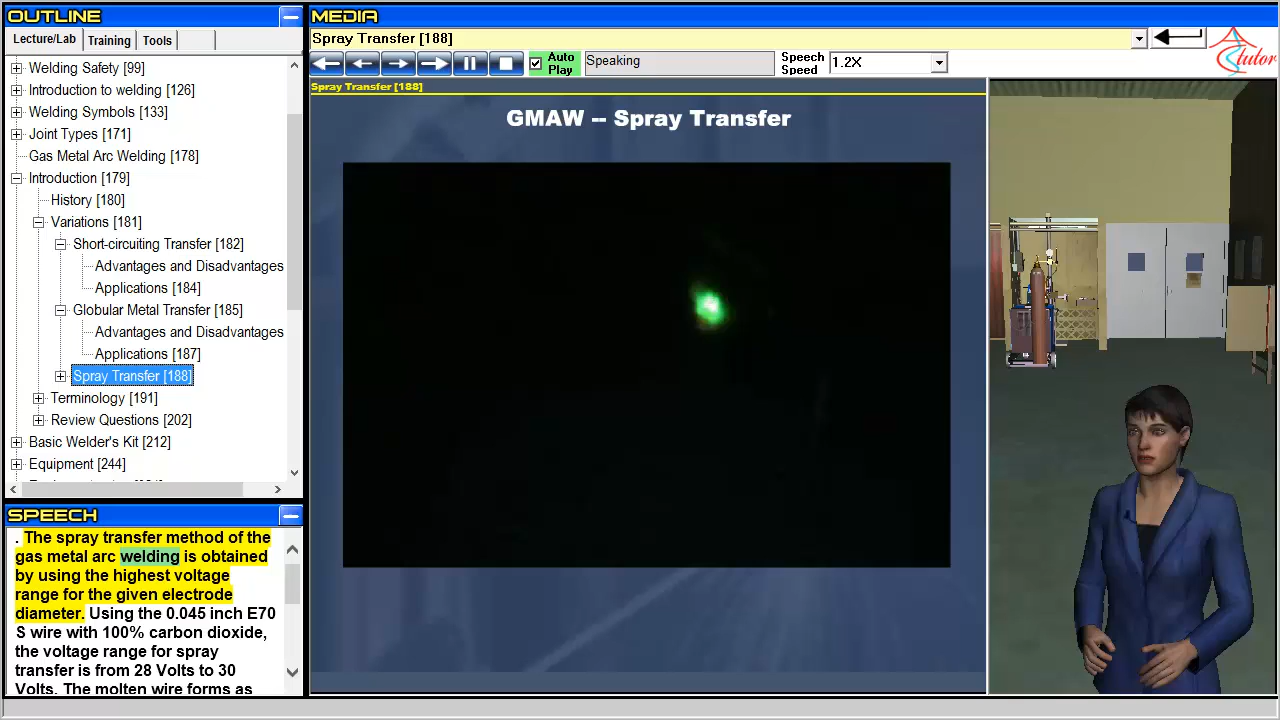 OUTLINE
Lecture/Lab Training Tools
Welding Safety [99]
Introduction to welding [126]
Welding Symbols [133]
Joint Types [171]
Gas Metal Arc Welding [178]
Introduction [179]
History [180]
Variations [181]
Short-circuiting Transfer [182]
Advantages and Disadvantages
Applications [184]
Globular Metal Transfer [185]
Advantages and Disadvantages
Applications [187]
Spray Transfer [188]
Terminology [191]
Review Questions [202]
Basic Welder's Kit [212]
Equipment [244]
SPEECH
. The spray transfer method of the
gas metal arc welding is obtained
by using the highest voltage
range for the given electrode
diameter. Using the 0.045 inch E70
S wire with 100% carbon dioxide,
the voltage range for spray
transfer is from 28 Volts to 30
Volts. The molten wire forms as
MEDIA
Spray Transfer [188]
Auto
Play
Speaking
Speech
Speed
1.2X
tutor
Spray Transfer [188]
GMAW -- Spray Transfer